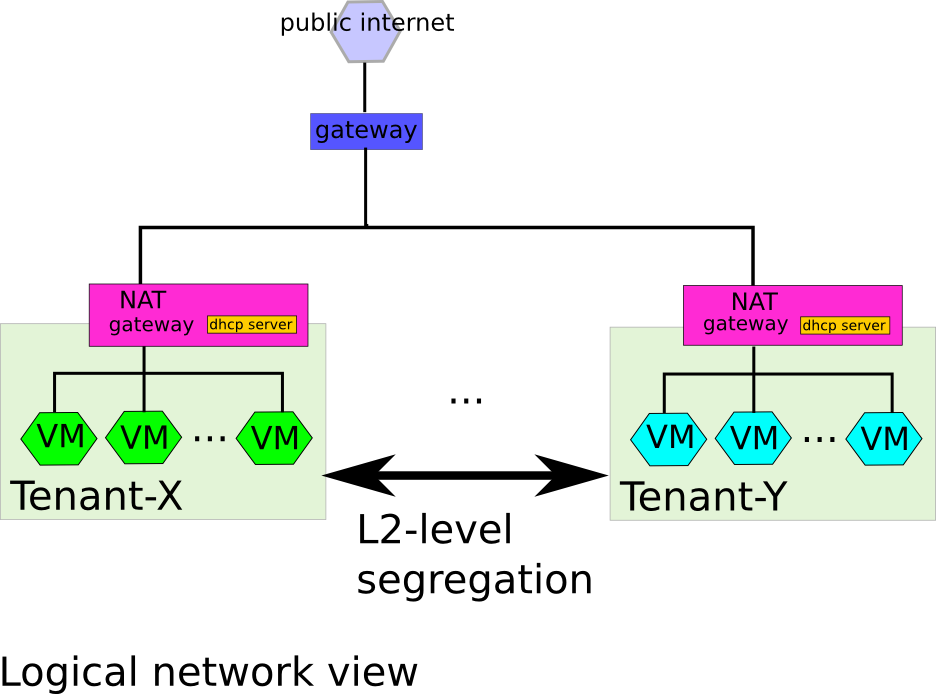 public internet
gateway
NAT
gateway
dhcp server
NAT
gateway
dhcp server
...
VM
VM
...
VM
VM
VM
...
VM
Tenant-X
Tenant-Y
L2-level
segregation
Logical network view